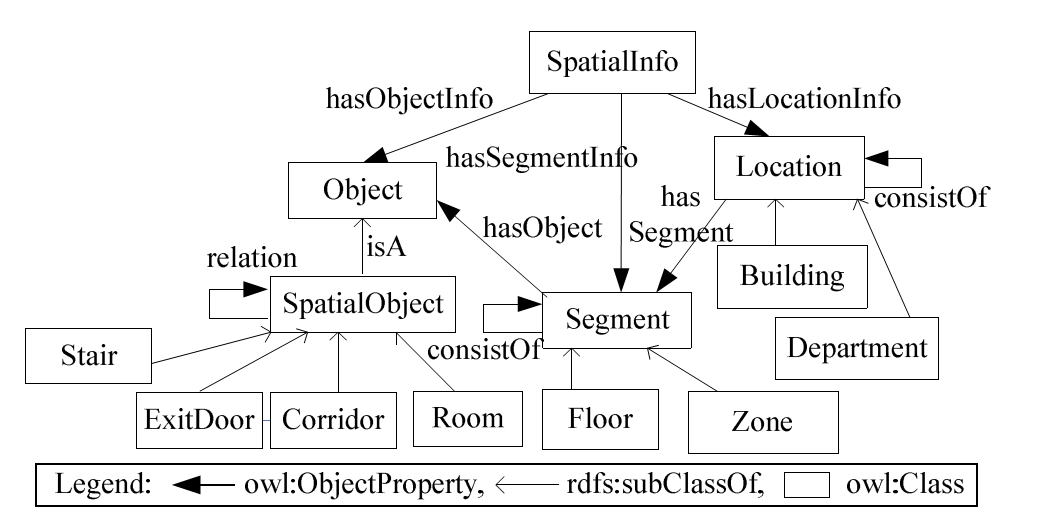 SpatialInfo
hasObjectInfo
hasLocationInfo
hasSegmentInfo
Location
Object
has
consistOf
hasObject
Segment
isA
relation
Building
SpatialObject
Segment
consistOf
Department
Stair
ExitDoor
Corridor
Room
Floor
Zone
Legend: owl:ObjectProperty, rdfs:subClassOf, owl:Class